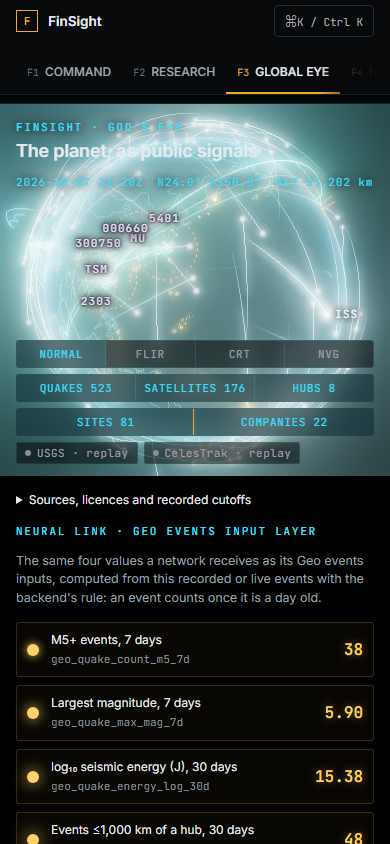 F
FinSight
⌘K / Ctrl K
F1 COMMAND
F2 RESEARCH
F3 GLOBAL EYE
F4
FINSIGHT · GOD'S EYE
The planet, as public signals
5401
000660
MU
300750
TSM
2303
ISS
NORMAL
FLIR
CRT
NVG
QUAKES 523
SATELLITES 176
HUBS 8
SITES 81
COMPANIES 22
USGS · replay
CelesTrak · replay
Sources, licences and recorded cutoffs
NEURAL LINK · GEO EVENTS INPUT LAYER
The same four values a network receives as its Geo events
inputs, computed from this recorded or live events with the
backend's rule: an event counts once it is a day old.
M5+ events, 7 days
38
geo_quake_count_m5_7d
Largest magnitude, 7 days
5.90
geo_quake_max_mag_7d
log₁₀ seismic energy (J), 30 days
15.38
geo_quake_energy_log_30d
Events ≤1,000 km of a hub, 30 days
48